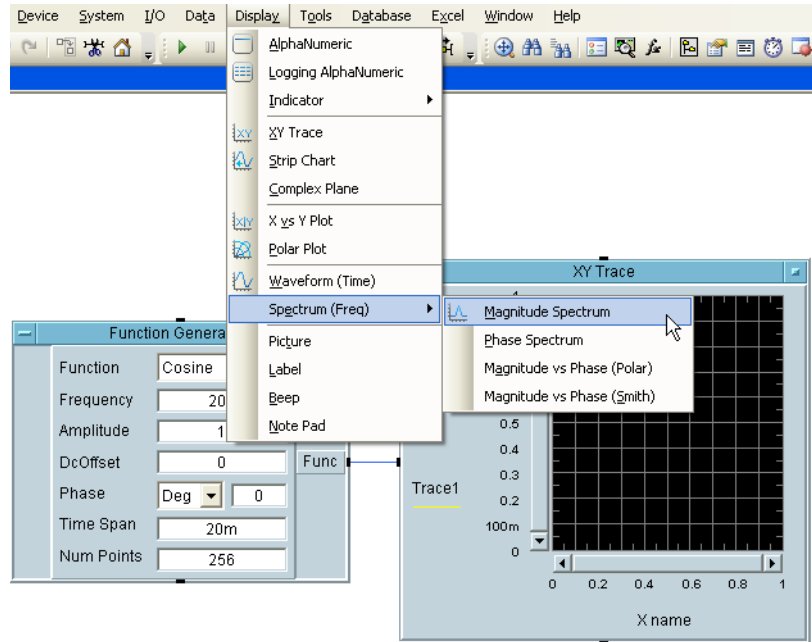 Device System I/O Data Display Tools Database Excel Window Help
AlphaNumeric
Logging AlphaNumeric
Indicator
XY Trace
Strip Chart
Complex Plane
X vs Y Plot
Polar Plot
Waveform (Time)
Spectrum (Freq)
Picture
Label
Beep
Note Pad
Magnitude Spectrum
Phase Spectrum
Magnitude vs Phase (Polar)
Magnitude vs Phase (Smith)
Function Genera
Function Cosine
Frequency 20
Amplitude 1
DcOffset 0
Phase Deg 0
Time Span 20m
Num Points 256
Func
XY Trace
0.5
0.4
0.3
Trace1
0.2
100m
0
0 0.2 0.4 0.6 0.8 1
X name